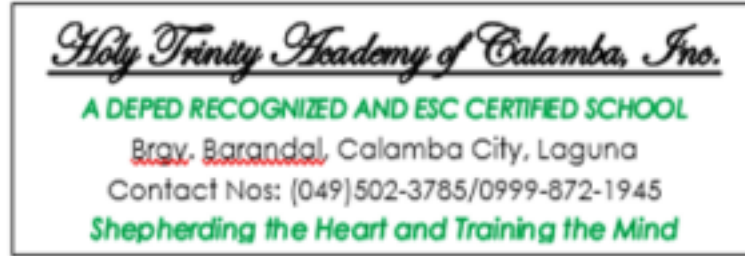 Holy Trinity Academy of Calamba, Inc.
A DEPED RECOGNIZED AND ESC CERTIFIED SCHOOL
Brgy. Barandal, Calamba City, Laguna
Contact Nos: (049)502-3785/0999-872-1945
Shepherding the Heart and Training the Mind